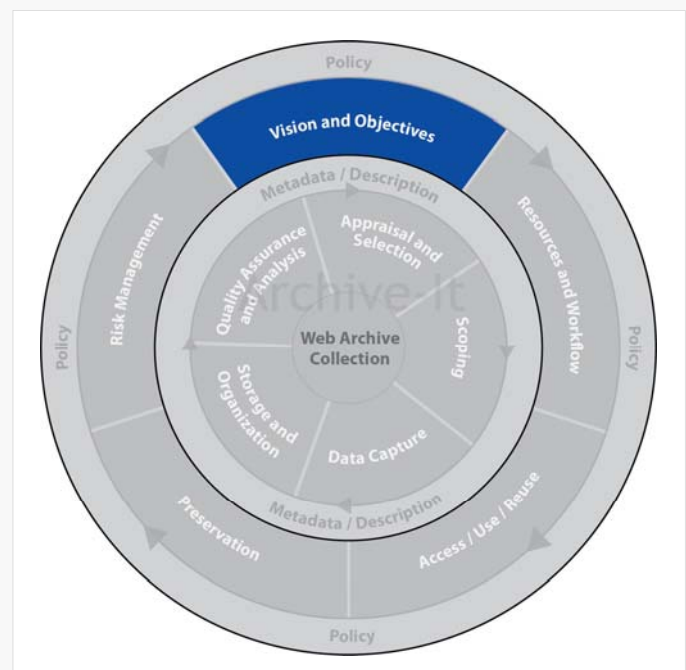 Policy
Vision and Objectives
Metadata / Description
Appraisal and
Selection
Quality Assurance
and Analysis
Resources and Workflow
Risk Management
Archive-It
Policy
Policy
Web Archive
Collection
Scoping
Storage and
Organization
Data Capture
Metadata / Description
Preservation
Access / Use / Reuse
Policy